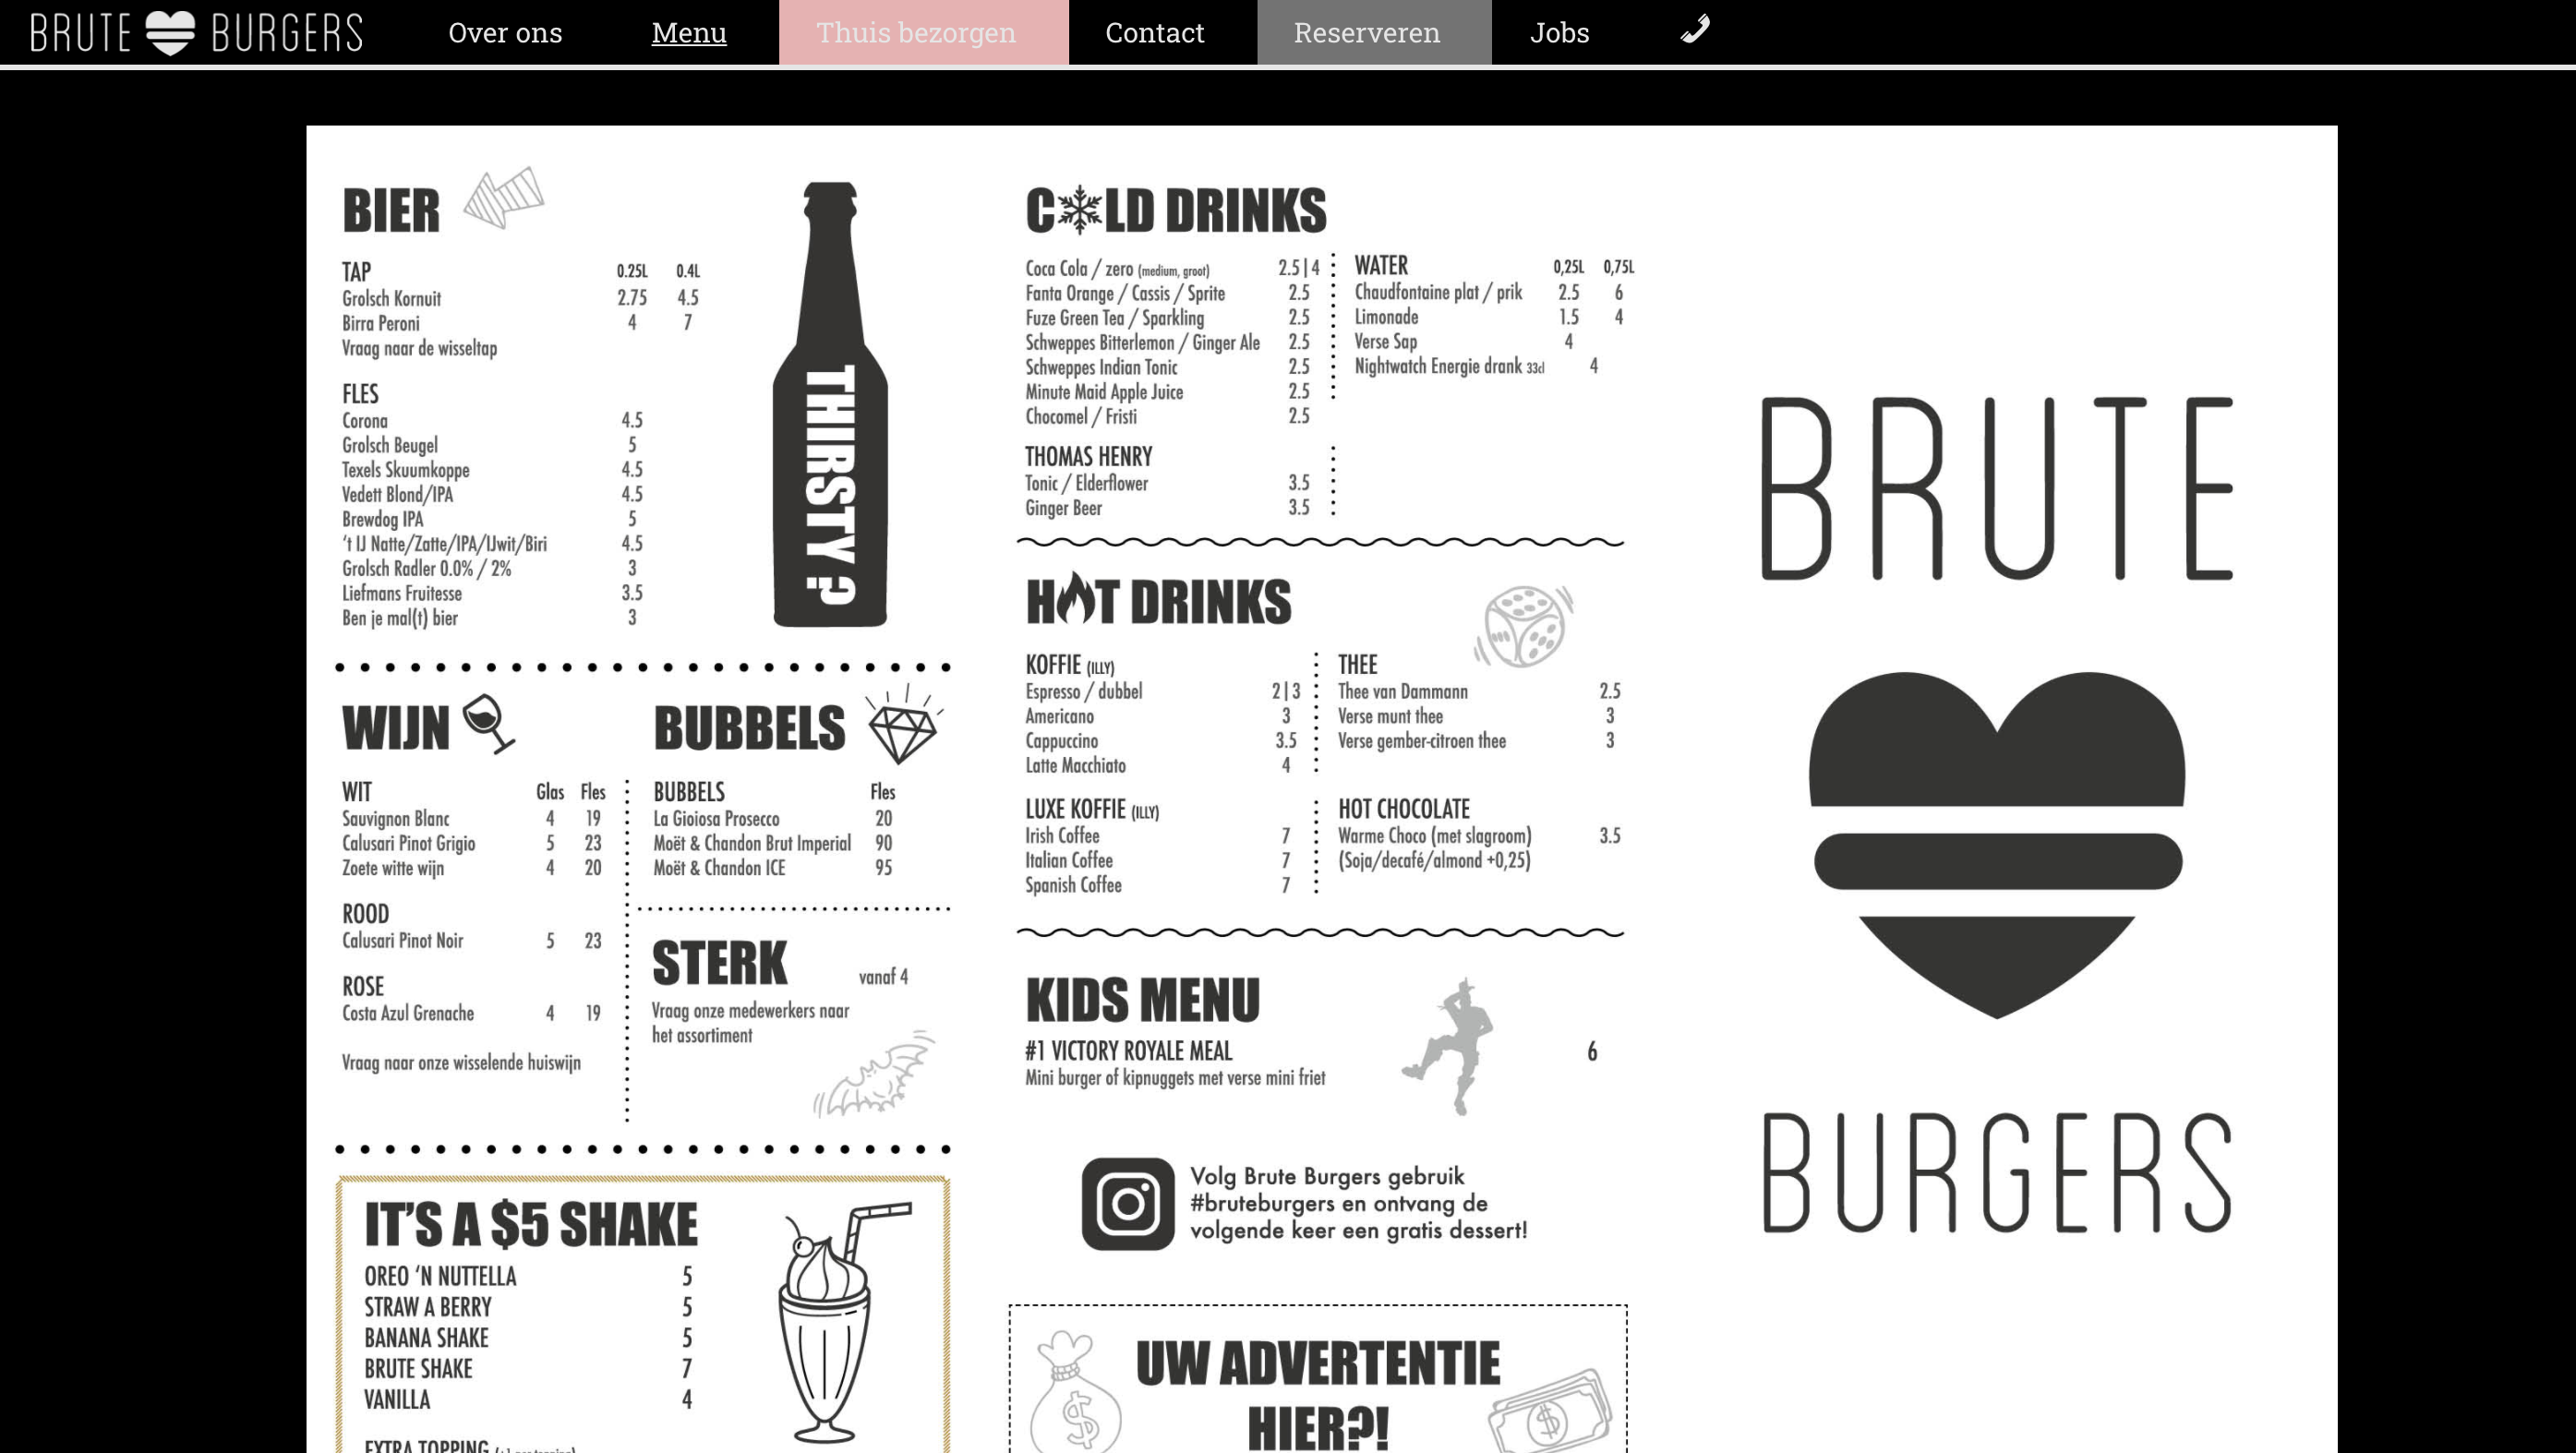 BRUTE BURGERS
Over ons
Menu
Thuis bezorgen
Contact
Reserveren
Jobs
BIER
TAP 0.25L 0.4L
Grolsch Kornuit 2.75 4.5
Birra Peroni 4 7
Vraag naar de wisseltap
FLES
Corona 4.5
Grolsch Beugel 5
Texels Skuumkoppe 4.5
Vedett Blond/IPA 4.5
Brewdog IPA 5
't IJ Natte/Zatte/IPA/IJwit/Biri 4.5
Grolsch Radler 0.0% / 2% 3
Liefmans Fruitesse 3.5
Ben je mal(t) bier 3
THIRSTY ?
WIJN
WIT Glas Fles
Sauvignon Blanc 4 19
Calusari Pinot Grigio 5 23
Zoete witte wijn 4 20
ROOD
Calusari Pinot Noir 5 23
ROSE
Costa Azul Grenache 4 19
Vraag naar onze wisselende huiswijn
BUBBELS
BUBBELS Fles
La Gioiosa Prosecco 20
Moët & Chandon Brut Imperial 90
Moët & Chandon ICE 95
STERK vanaf 4
Vraag onze medewerkers naar
het assortiment
IT'S A $5 SHAKE
OREO 'N NUTTELLA 5
STRAW A BERRY 5
BANANA SHAKE 5
BRUTE SHAKE 7
VANILLA 4
EXTRA TOPPING
COLD DRINKS
Coca Cola / zero (medium, groot) 2.5|4
Fanta Orange / Cassis / Sprite 2.5
Fuze Green Tea / Sparkling 2.5
Schweppes Bitterlemon / Ginger Ale 2.5
Schweppes Indian Tonic 2.5
Minute Maid Apple Juice 2.5
Chocomel / Fristi 2.5
THOMAS HENRY
Tonic / Elderflower 3.5
Ginger Beer 3.5
WATER 0,25L 0,75L
Chaudfontaine plat / prik 2.5 6
Limonade 1.5 4
Verse Sap 4
Nightwatch Energie drank 33cl 4
HOT DRINKS
KOFFIE (ILLY)
Espresso / dubbel 2|3
Americano 3
Cappuccino 3.5
Latte Macchiato 4
LUXE KOFFIE (ILLY)
Irish Coffee 7
Italian Coffee 7
Spanish Coffee 7
THEE
Thee van Dammann 2.5
Verse munt thee 3
Verse gember-citroen thee 3
HOT CHOCOLATE
Warme Choco (met slagroom) 3.5
(Soja/decafé/almond +0,25)
KIDS MENU
#1 VICTORY ROYALE MEAL 6
Mini burger of kipnuggets met verse mini friet
Volg Brute Burgers gebruik
#bruteburgers en ontvang de
volgende keer een gratis dessert!
UW ADVERTENTIE
HIER?!
BRUTE
BURGERS